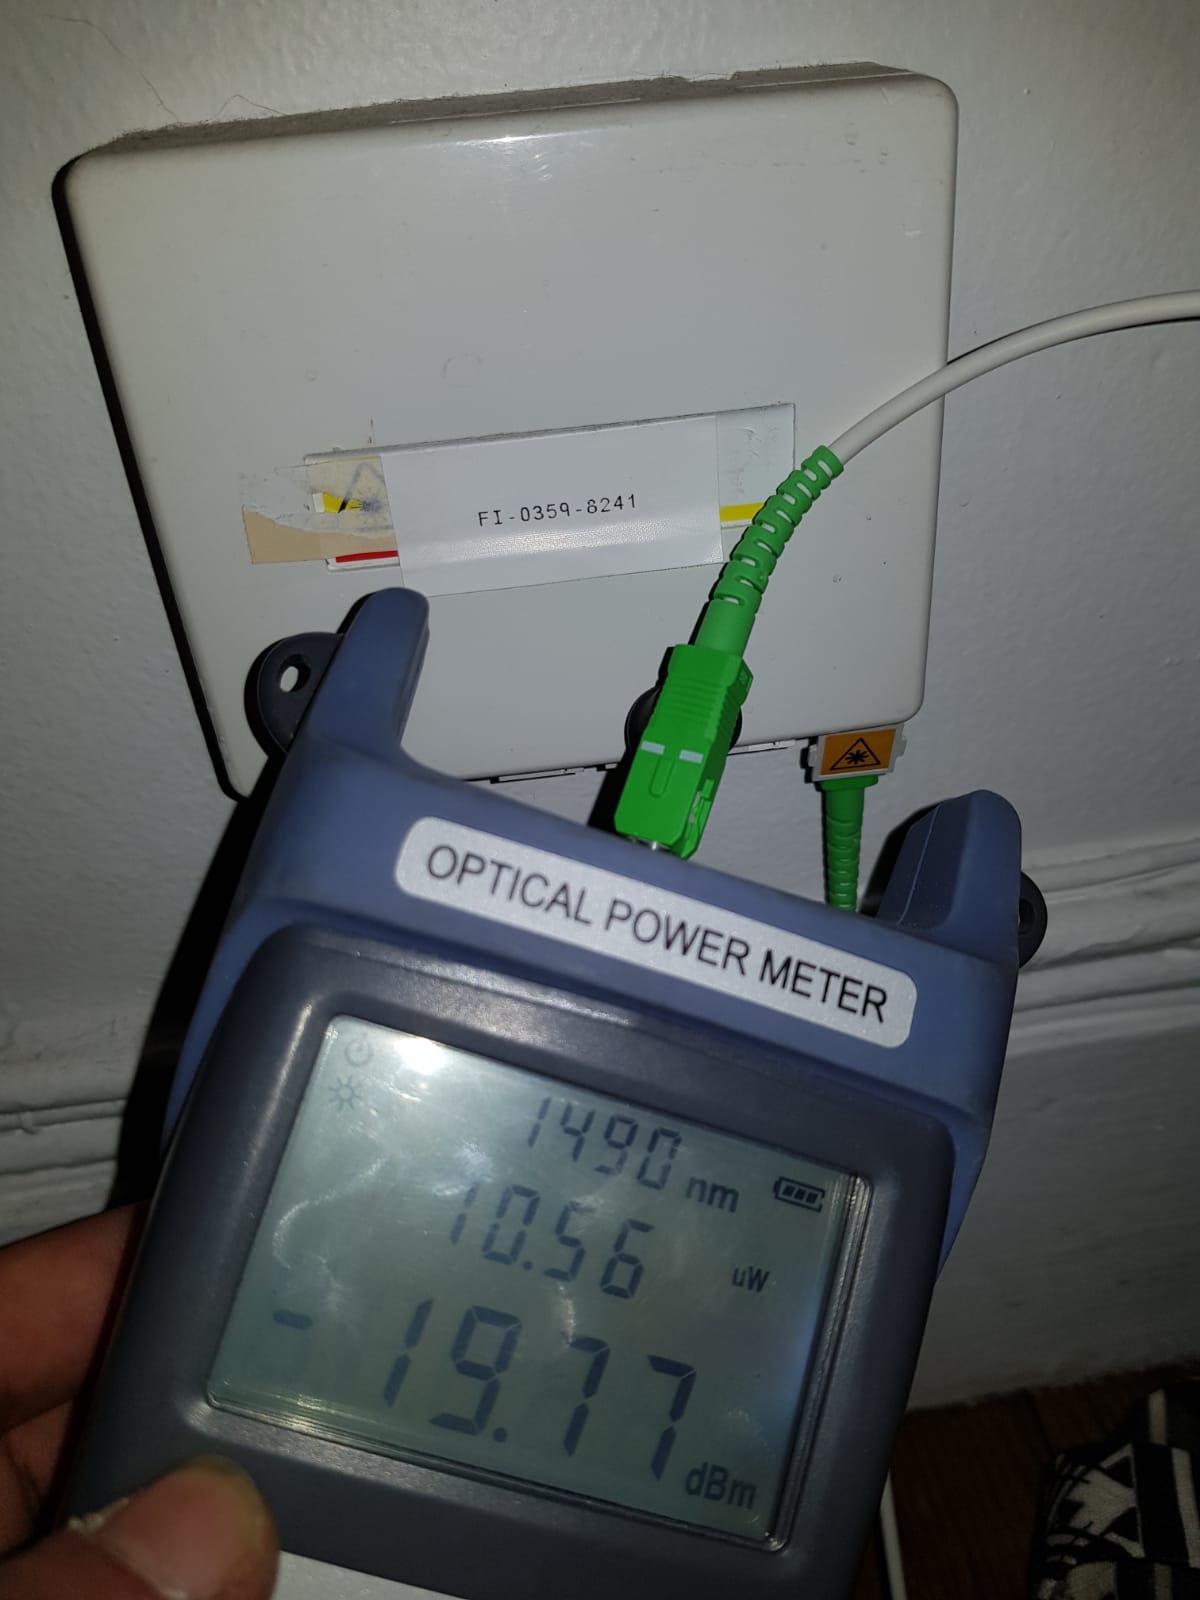 FI-0359-8241
OPTICAL POWER METER
1490 nm
10.56 uW
-19.77 dBm